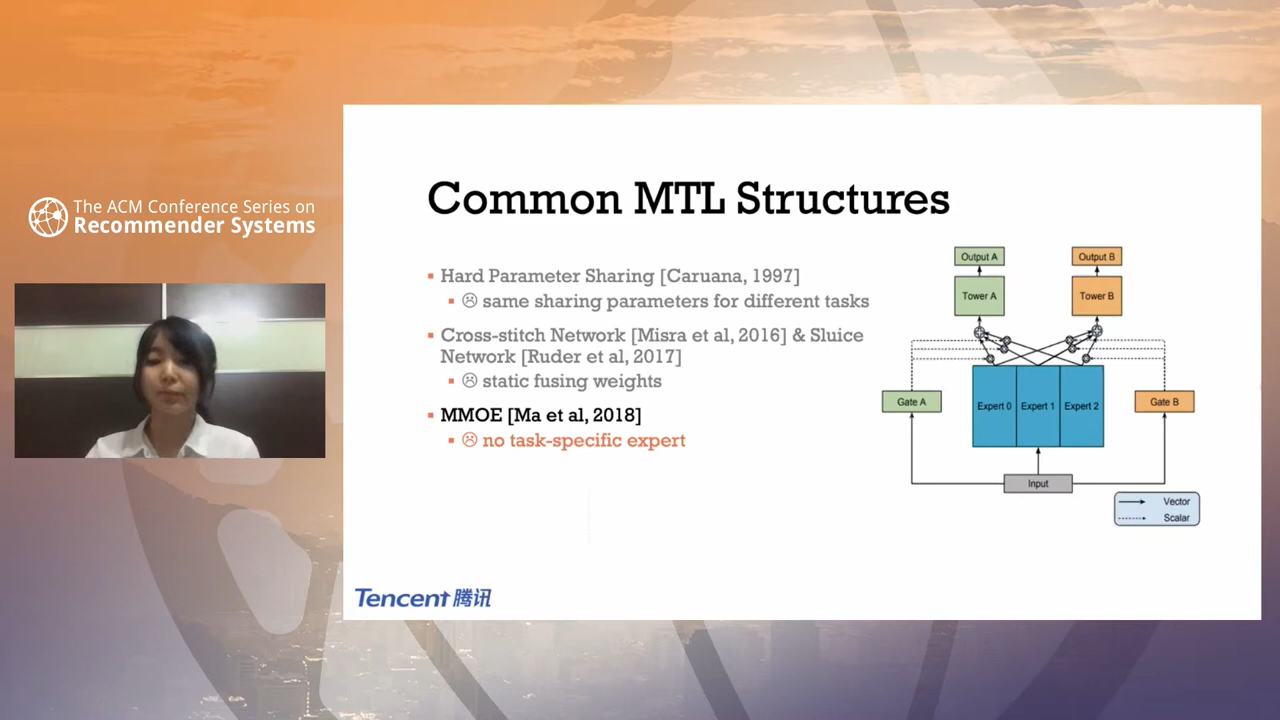 The ACM Conference Series on
Recommender Systems
Common MTL Structures
Hard Parameter Sharing [Caruana, 1997]
☹ same sharing parameters for different tasks
Cross-stitch Network [Misra et al, 2016] & Sluice
Network [Ruder et al, 2017]
☹ static fusing weights
MMOE [Ma et al, 2018]
☹ no task-specific expert
Output A
Output B
Tower A
Tower B
Gate A
Expert 0
Expert 1
Expert 2
Gate B
Input
Vector
Scalar
Tencent 腾讯